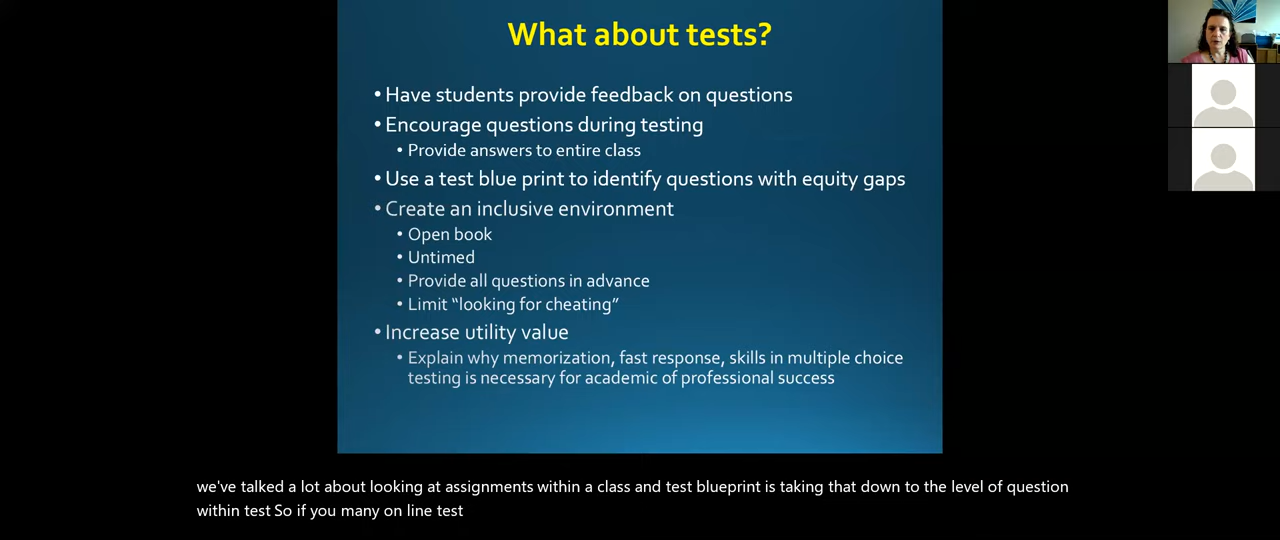 What about tests?
• Have students provide feedback on questions
• Encourage questions during testing
• Provide answers to entire class
• Use a test blue print to identify questions with equity gaps
• Create an inclusive environment
• Open book
• Untimed
• Provide all questions in advance
• Limit “looking for cheating”
• Increase utility value
• Explain why memorization, fast response, skills in multiple choice
testing is necessary for academic of professional success
we've talked a lot about looking at assignments within a class and test blueprint is taking that down to the level of question
within test So if you many on line test